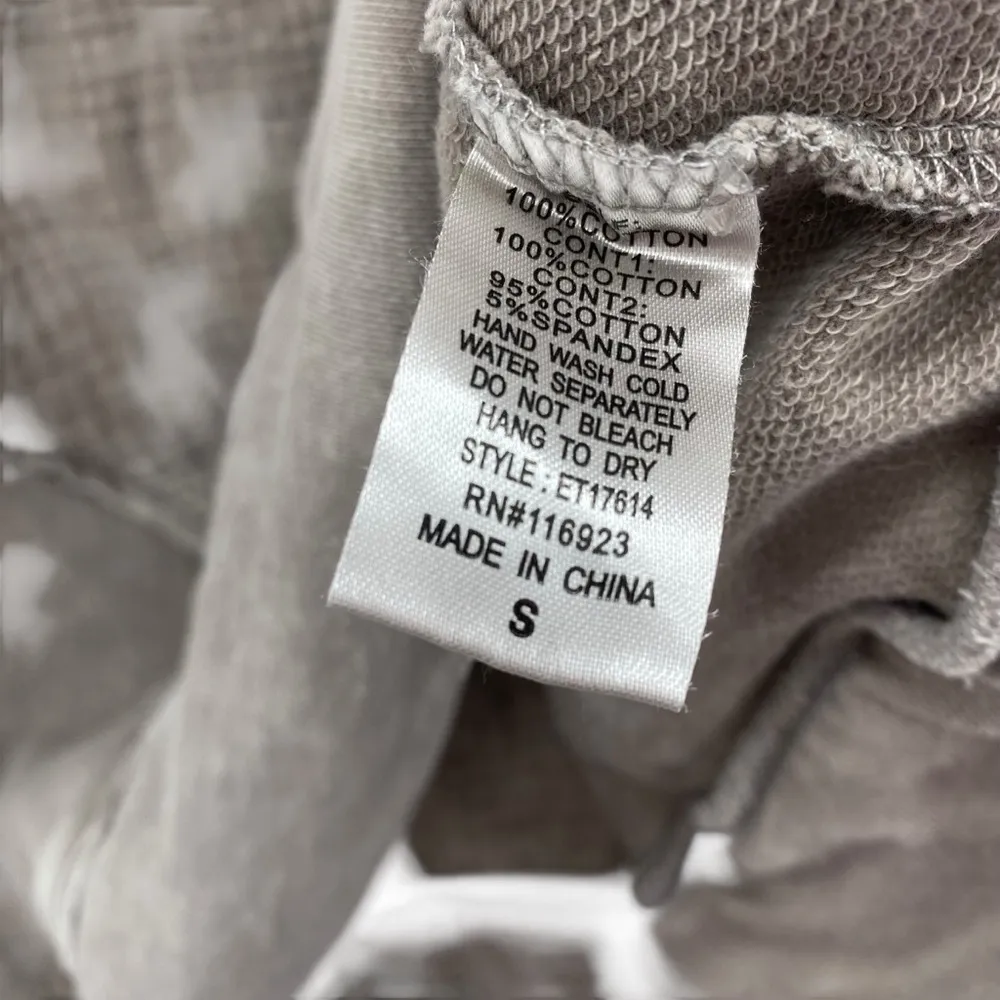 100%COTTON
CONT1:
100%COTTON
CONT2:
95%COTTON
5%SPANDEX
HAND WASH COLD
WATER SEPARATELY
DO NOT BLEACH
HANG TO DRY
STYLE : ET17614
RN#116923
MADE IN CHINA
S